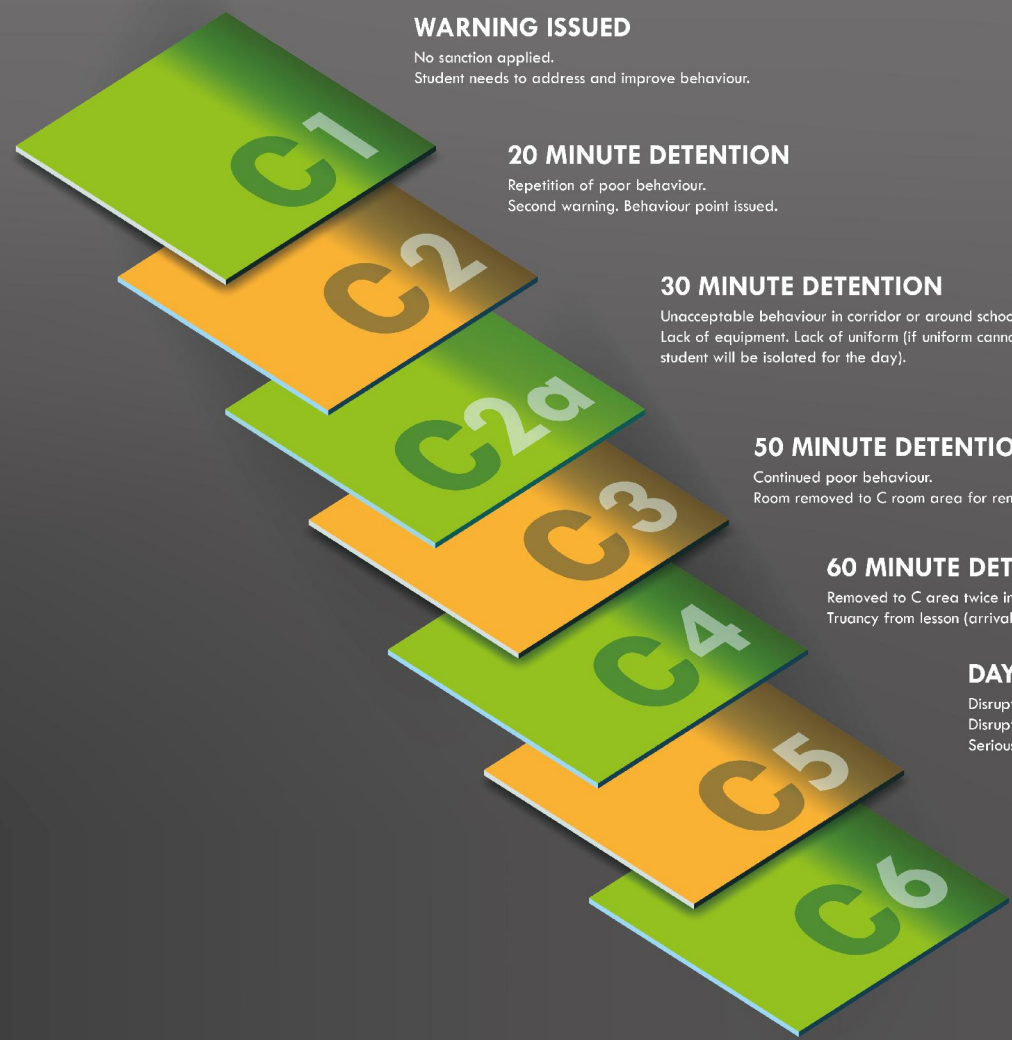 C1
WARNING ISSUED
No sanction applied.
Student needs to address and improve behaviour.
C2
20 MINUTE DETENTION
Repetition of poor behaviour.
Second warning. Behaviour point issued.
C2a
30 MINUTE DETENTION
Unacceptable behaviour in corridor or around
Lack of equipment. Lack of uniform (if uniform
student will be isolated for the day).
C3
50 MINUTE
Continued poor behaviour.
Room removed to C room area for
C4
60 MINUTE
Removed to C area twice
Truancy from lesson
C5
DAY
C6